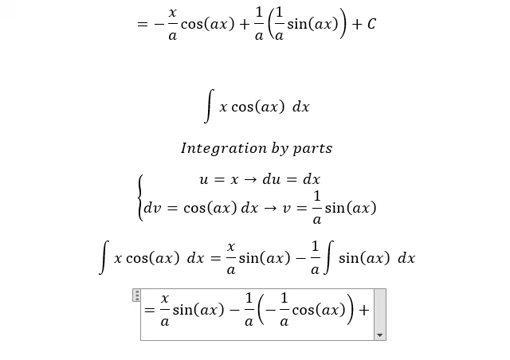 = −x/a cos(ax) + 1/a (1/a sin(ax)) + C
∫ x cos(ax) dx
Integration by parts
{ u = x → du = dx
dv = cos(ax) dx → v = 1/a sin(ax)
∫ x cos(ax) dx = x/a sin(ax) − 1/a ∫ sin(ax) dx
= x/a sin(ax) − 1/a (−1/a cos(ax)) +